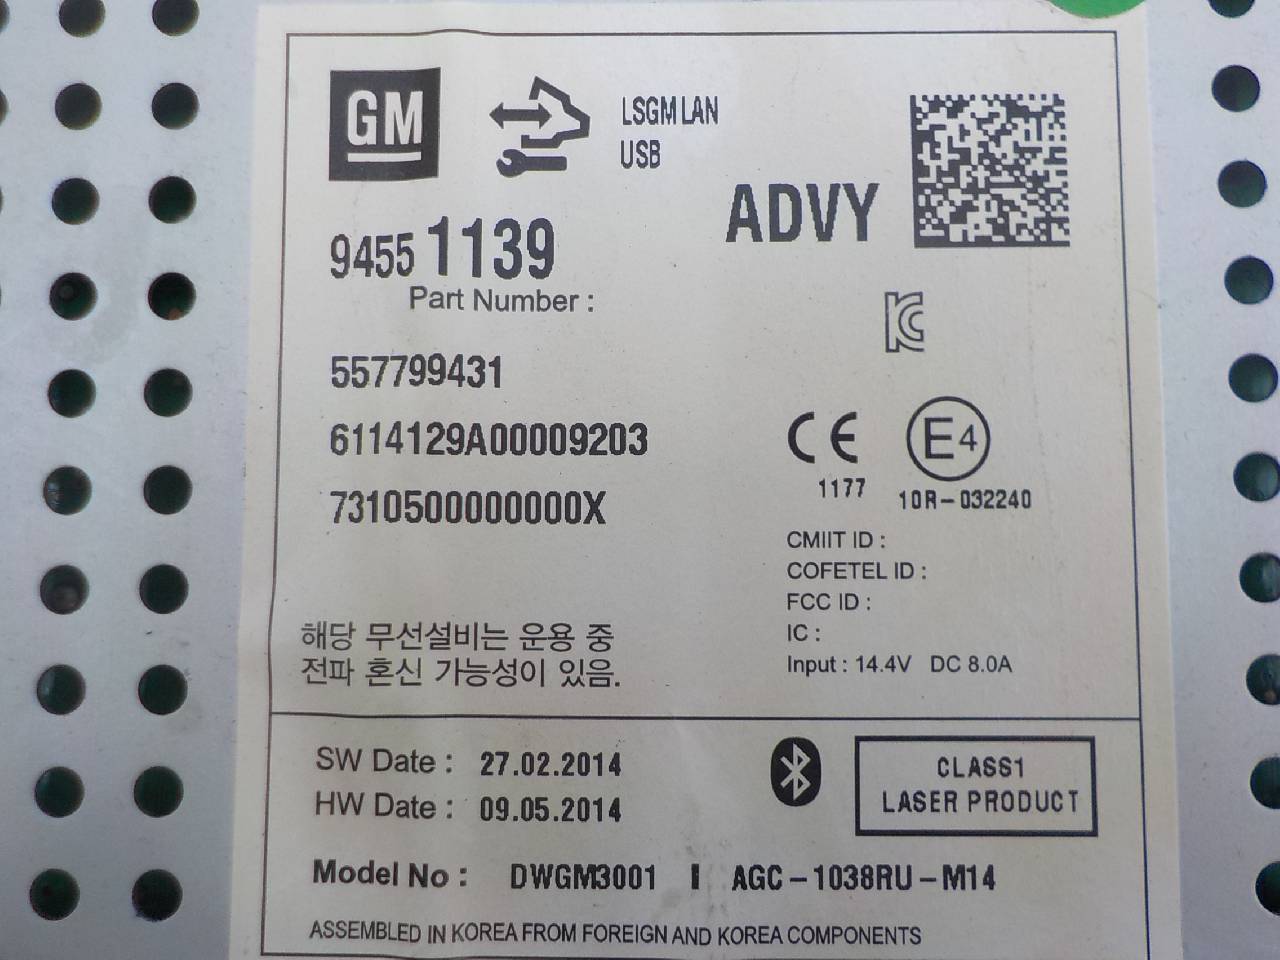 GM
LSGMLAN
USB
ADVY
9455 1139
Part Number :
557799431
6114129A00009203
7310500000000X
CE
1177
E4
10R-032240
CMIIT ID :
COFETEL ID :
FCC ID :
IC :
Input : 14.4V DC 8.0A
해당 무선설비는 운용 중
전파 혼신 가능성이 있음.
SW Date : 27.02.2014
HW Date : 09.05.2014
CLASS1
LASER PRODUCT
Model No : DWGM3001 I AGC-1038RU-M14
ASSEMBLED IN KOREA FROM FOREIGN AND KOREA COMPONENTS